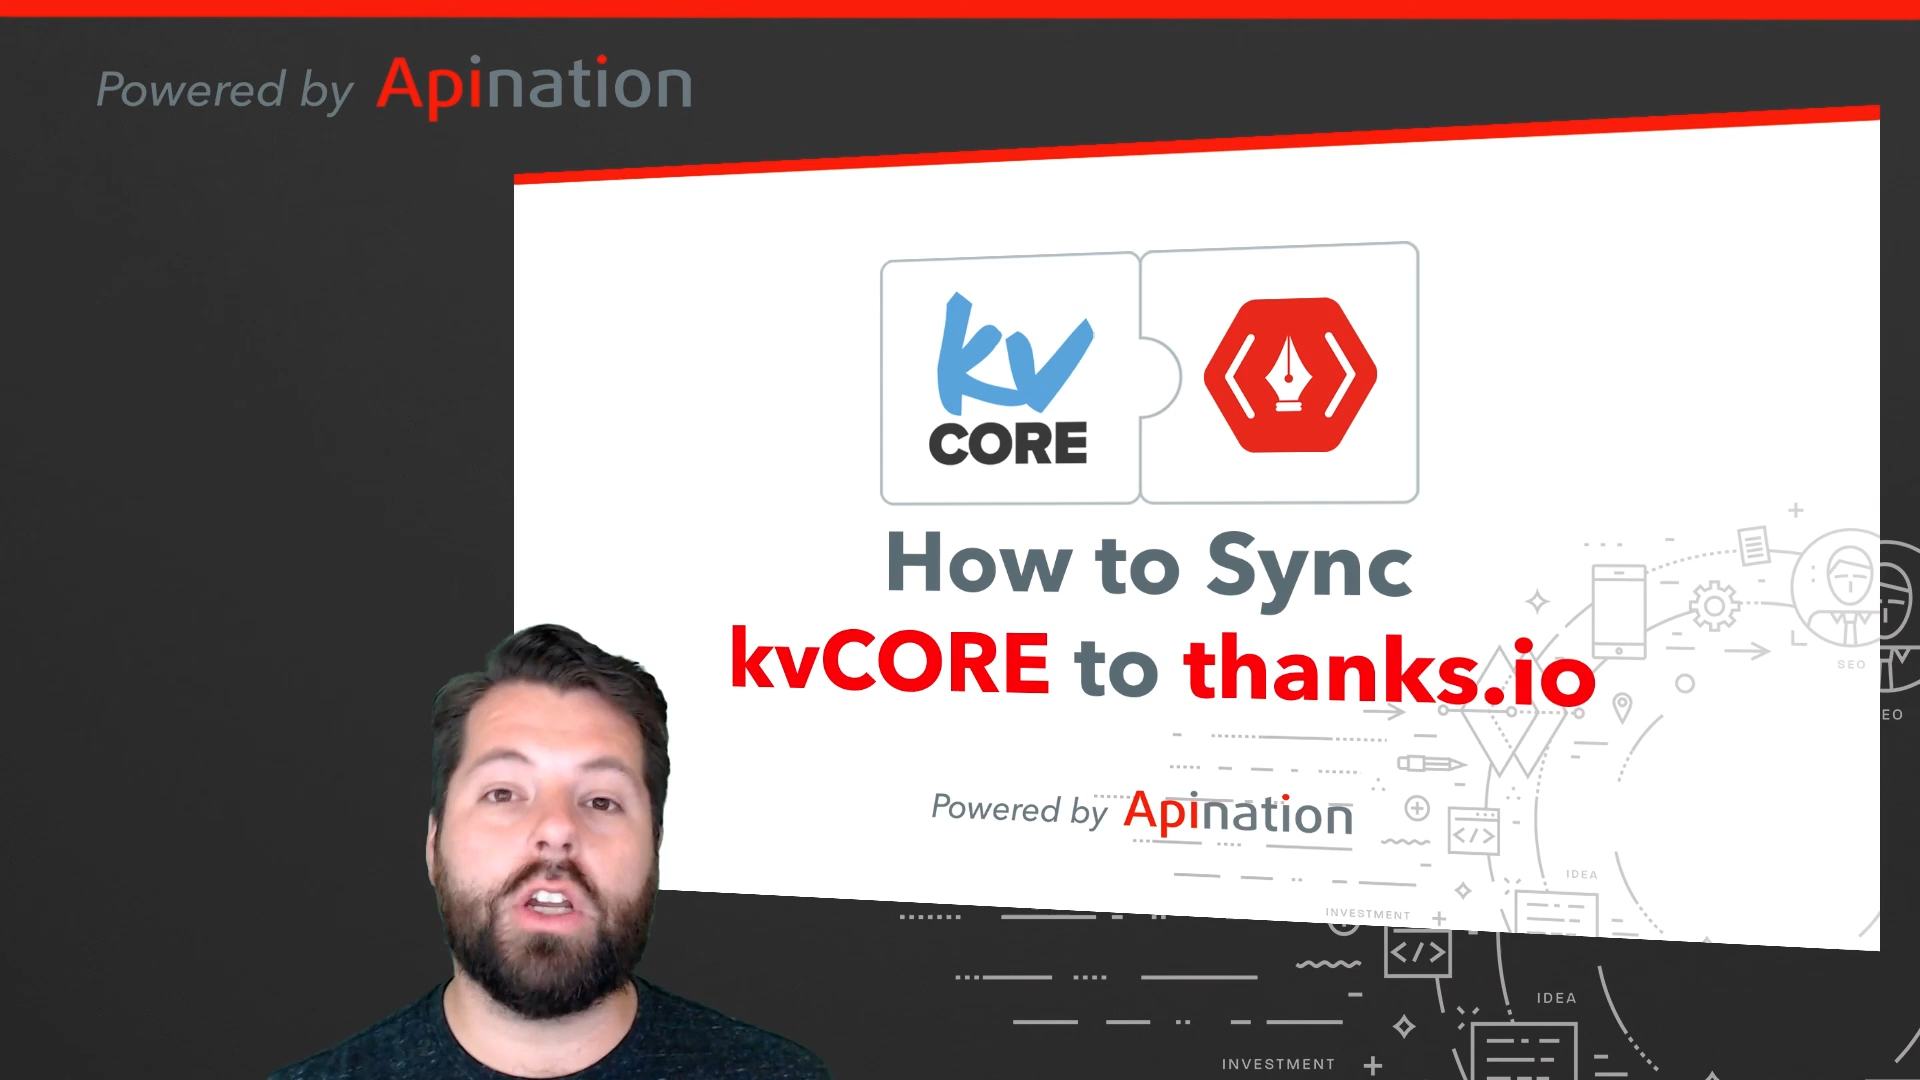 Powered by Apination
kv
CORE
How to Sync
kvCORE to thanks.io
SEO
EO
Powered by Apination
IDEA
INVESTMENT
IDEA
INVESTMENT